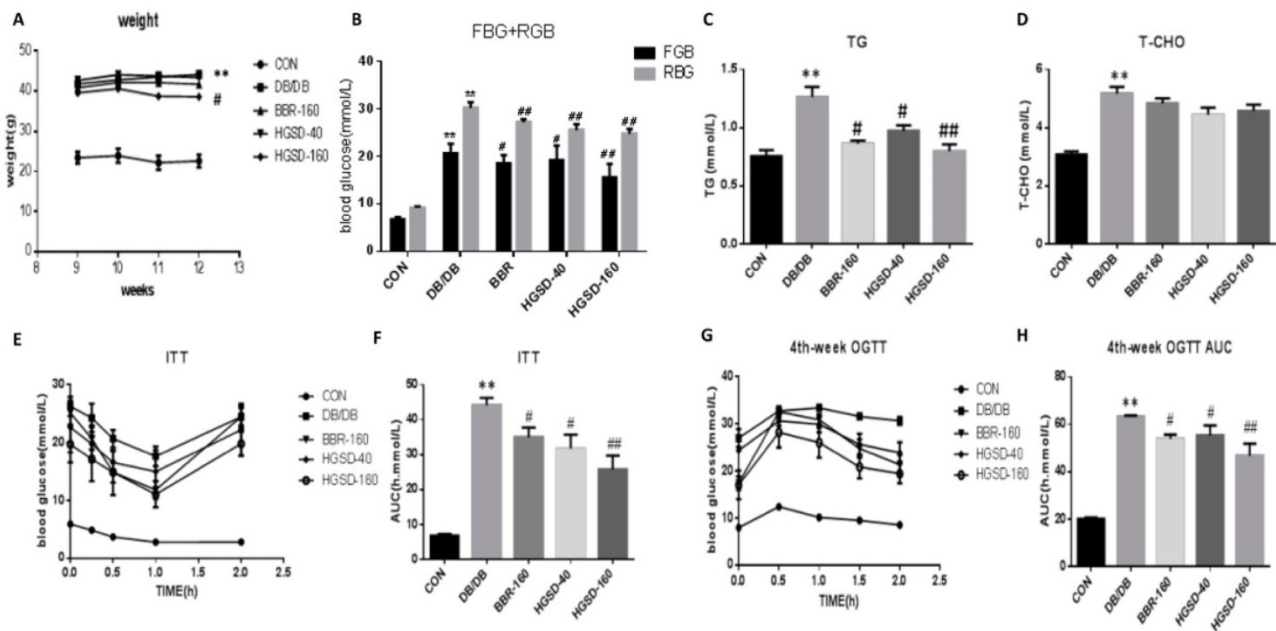 A
weight
50
40
30
20
10
0
weight(g)
8 9 10 11 12 13
weeks
**
#
CON
DB/DB
BBR-160
HGSD-40
HGSD-160
B
FBG+RGB
FGB
RBG
40
30
20
10
0
blood glucose(mmol/L)
** **
# ##
# ##
## ##
CON DB/DB BBR HGSD-40 HGSD-160
C
TG
1.5
1.0
0.5
0.0
TG (mmol/L)
** # # ##
CON DB/DB BBR-160 HGSD-40 HGSD-160
D
T-CHO
6
4
2
0
T-CHO (mmol/L)
**
CON DB/DB BBR-160 HGSD-40 HGSD-160
E
ITT
30
20
10
0
blood glucose(mmol/L)
0.0 0.5 1.0 1.5 2.0 2.5
TIME(h)
CON
DB/DB
BBR-160
HGSD-40
HGSD-160
F
ITT
50
40
30
20
10
0
AUC(h.mmol/L)
** # # ##
CON DB/DB BBR-160 HGSD-40 HGSD-160
G
4th-week OGTT
40
30
20
10
0
blood glucose(mmol/L)
0.0 0.5 1.0 1.5 2.0 2.5
TIME(h)
CON
DB/DB
BBR-160
HGSD-40
HGSD-160
H
4th-week OGTT AUC
80
60
40
20
0
AUC(h.mmol/L)
** # # ##
CON DB/DB BBR-160 HGSD-40 HGSD-160